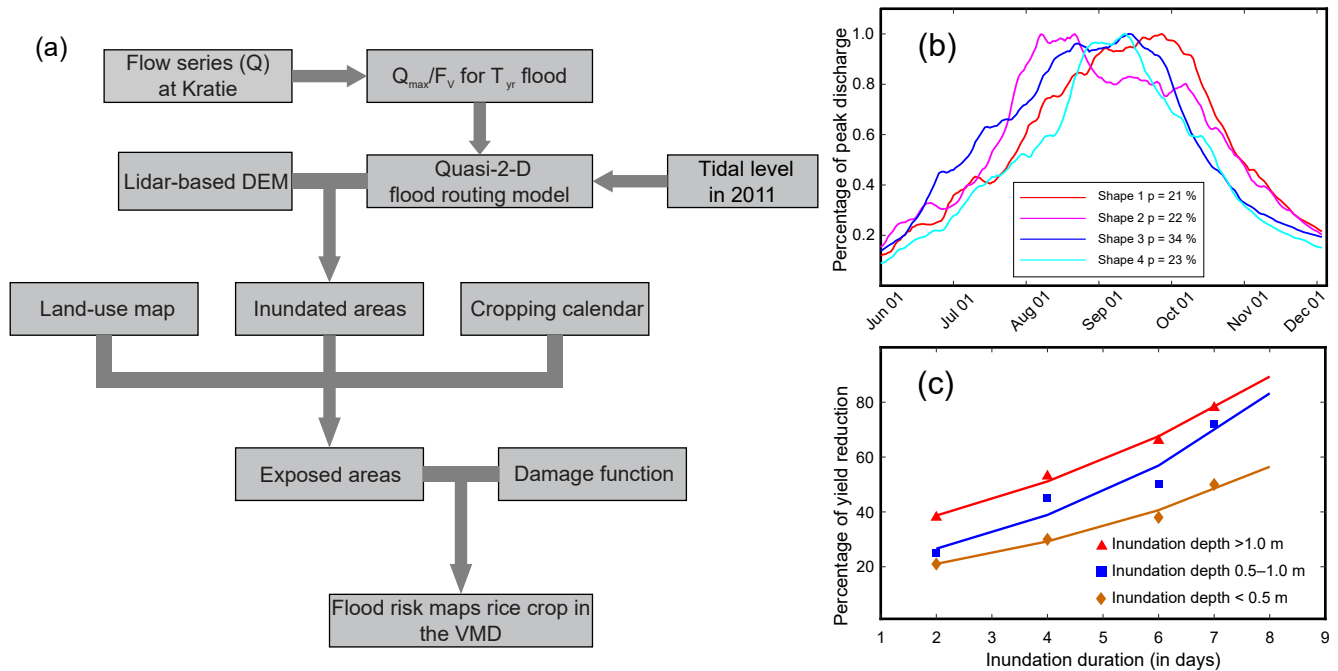 (a)
Flow series (Q)
at Kratie
Qmax/FV for Tyr flood
Lidar-based DEM
Quasi-2-D
flood routing model
Tidal level
in 2011
Land-use map
Inundated areas
Cropping calendar
Exposed areas
Damage function
Flood risk maps rice crop in
the VMD
(b)
Percentage of peak discharge
1.0
0.8
0.6
0.4
0.2
Shape 1 p = 21 %
Shape 2 p = 22 %
Shape 3 p = 34 %
Shape 4 p = 23 %
Jun 01
Jul 01
Aug 01
Sep 01
Oct 01
Nov 01
Dec 01
(c)
Percentage of yield reduction
80
60
40
20
Inundation depth >1.0 m
Inundation depth 0.5–1.0 m
Inundation depth < 0.5 m
1 2 3 4 5 6 7 8 9
Inundation duration (in days)